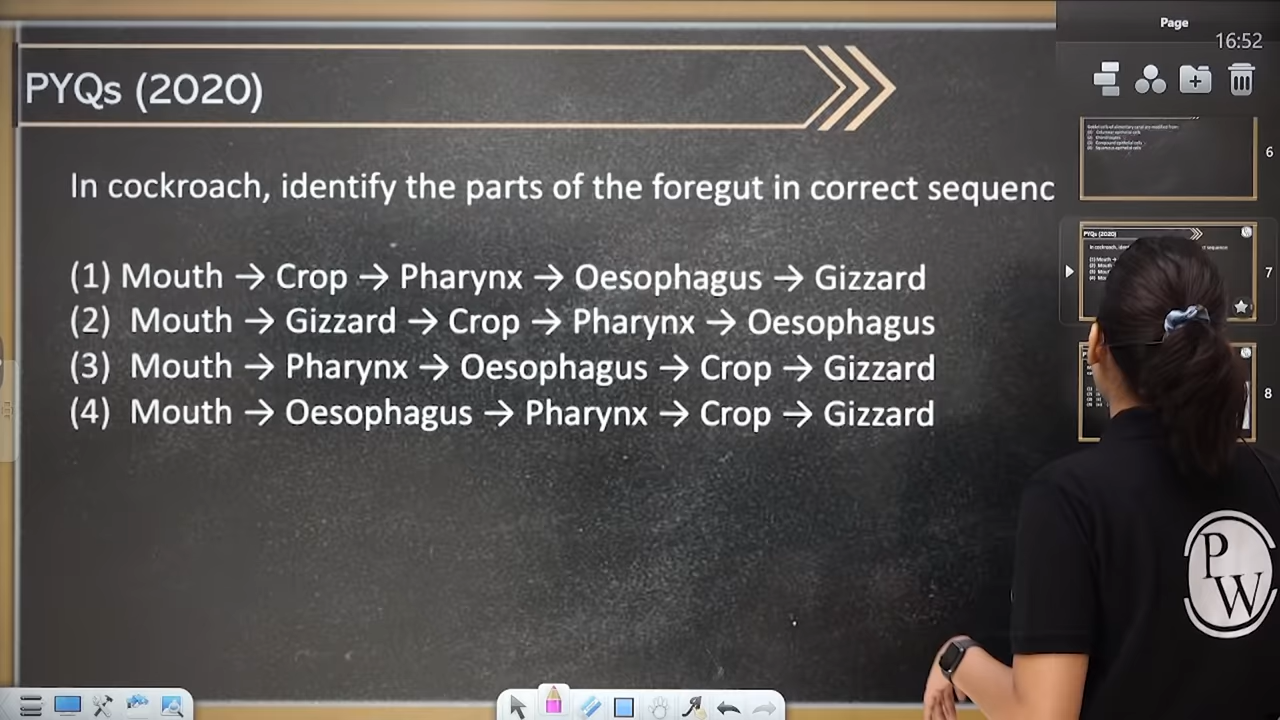 Page
16:52
PYQs (2020)
6
In cockroach, identify the parts of the foregut in correct sequenc
PYQs (2020)
7
(1) Mouth → Crop → Pharynx → Oesophagus → Gizzard
(2) Mouth → Gizzard → Crop → Pharynx → Oesophagus
(3) Mouth → Pharynx → Oesophagus → Crop → Gizzard
(4) Mouth → Oesophagus → Pharynx → Crop → Gizzard
8
PW